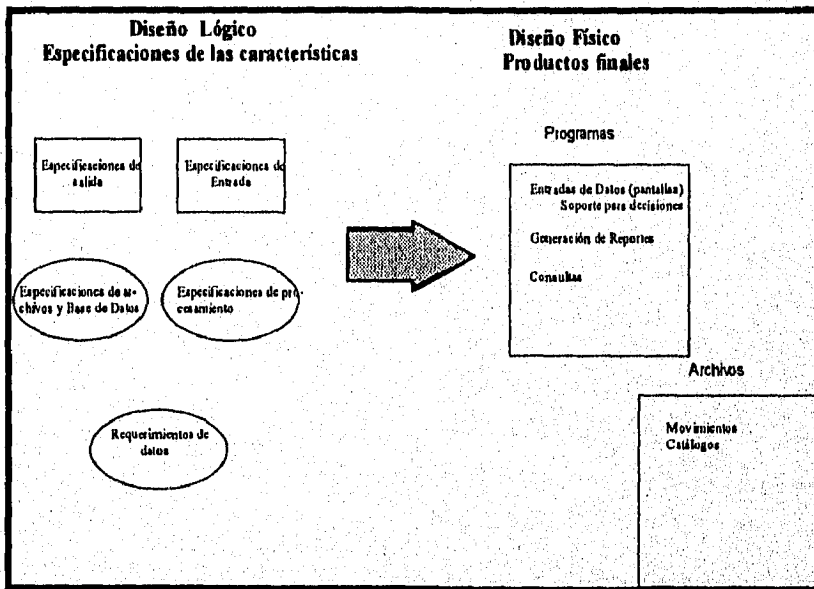 Diseño Lógico
Especificaciones de las características
Especificaciones de
salida
Especificaciones de
Entrada
Especificaciones de ar-
chivos y Base de Datos
Especificaciones de pro-
cesamiento
Requerimientos de
datos
Diseño Físico
Productos finales
Programas
Entradas de Datos (pantallas)
Soporte para decisiones
Generación de Reportes
Consultas
Archivos
Movimientos
Catálogos